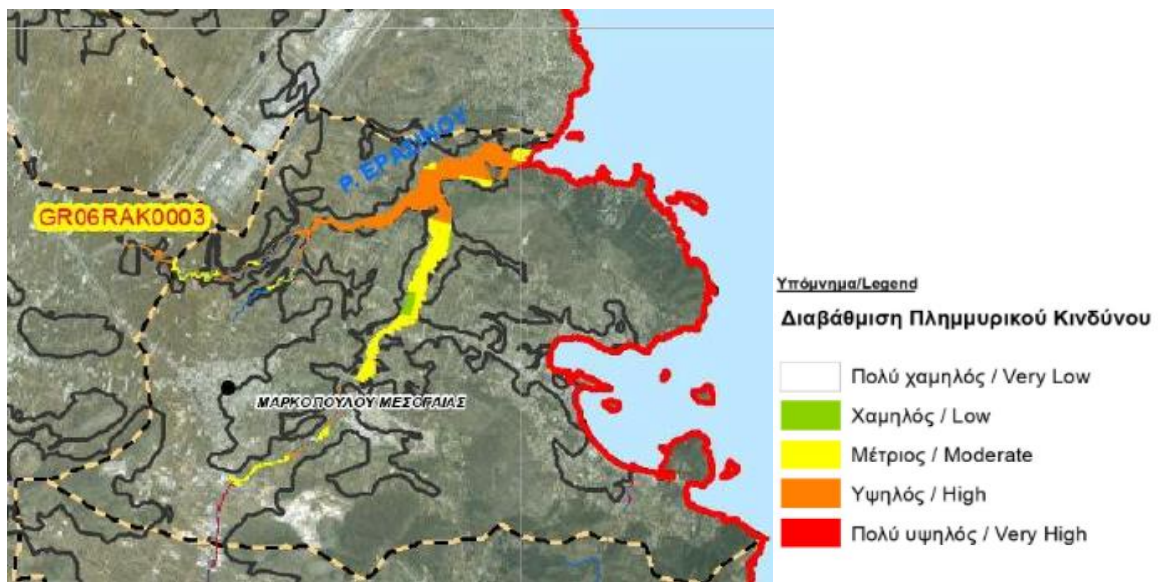 Ρ. ΕΡΑΣΙΝΟΥ
GR06RAK0003
ΜΑΡΚΟΠΟΥΛΟΥ ΜΕΣΟΓΑΙΑΣ
Υπόμνημα/Legend
Διαβάθμιση Πλημμυρικού Κινδύνου
Πολύ χαμηλός / Very Low
Χαμηλός / Low
Μέτριος / Moderate
Υψηλός / High
Πολύ υψηλός / Very High